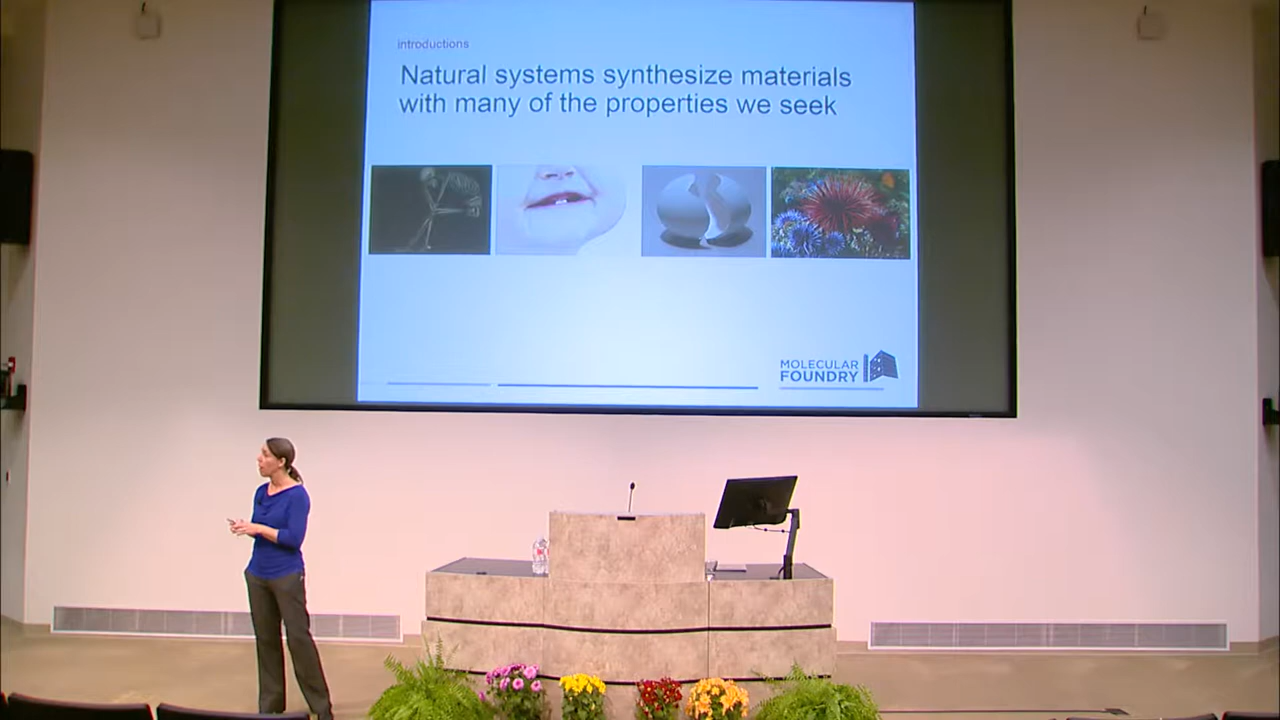 introductions
Natural systems synthesize materials
with many of the properties we seek
MOLECULAR
FOUNDRY